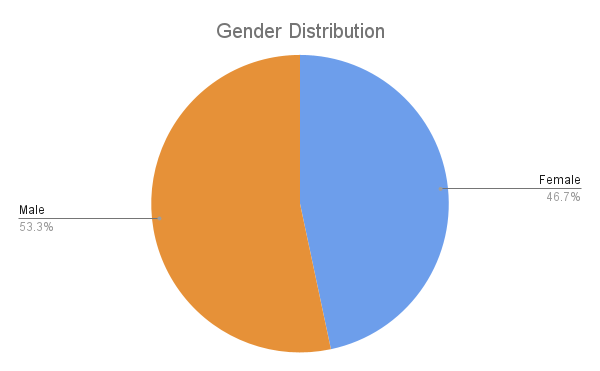 Gender Distribution
Female
46.7%
Male
53.3%